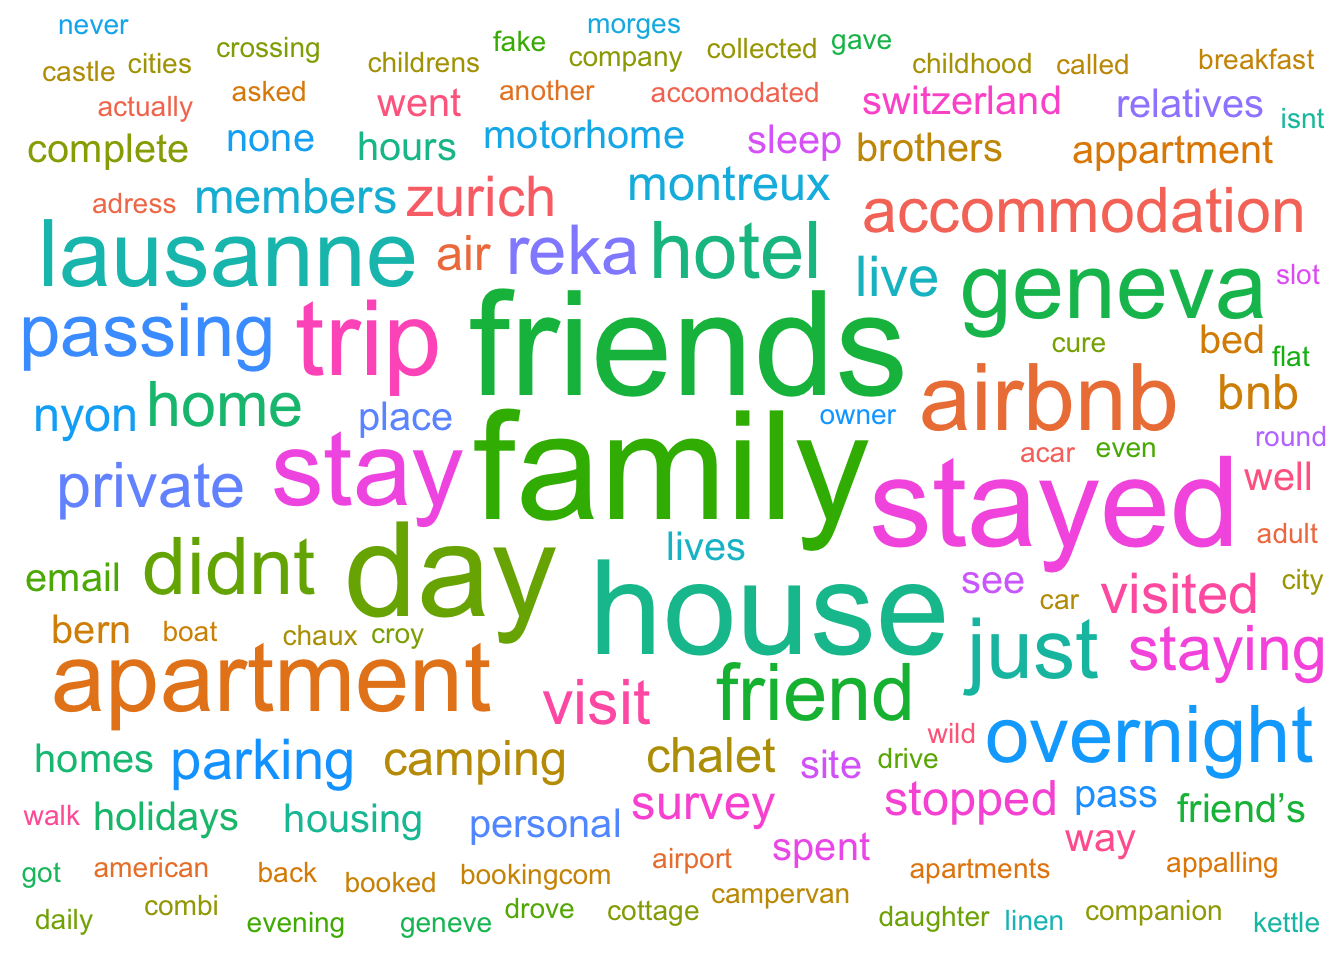 never morges
crossing fake company collected gave
castle cities childrens childhood called breakfast
actually asked went another accomodated switzerland relatives isnt
complete none hours motorhome sleep brothers appartment
adress members zurich montreux accommodation
lausanne air reka hotel live geneva slot
passing trip friends cure bed flat
nyon home place owner airbnb bnb
private stay family acar even round
stayed well
email didnt day lives see car visited city adult
bern boat chaux croy house just staying
apartment visit friend
homes parking camping chalet site drive wild overnight
walk holidays housing personal survey stopped pass friend’s
spent way
got american back booked bookingcom airport apartments appalling
daily combi evening geneve drove cottage campervan daughter linen companion kettle